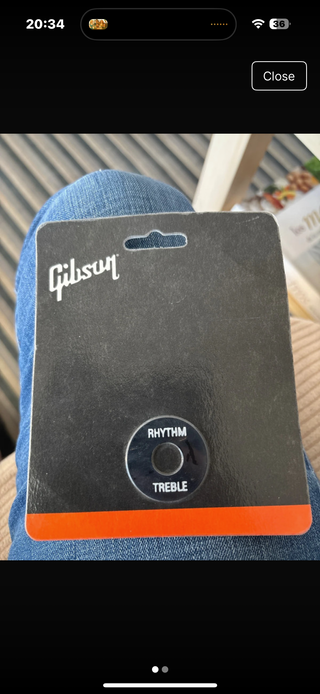 20:34
36
Close
Gibson
RHYTHM
TREBLE